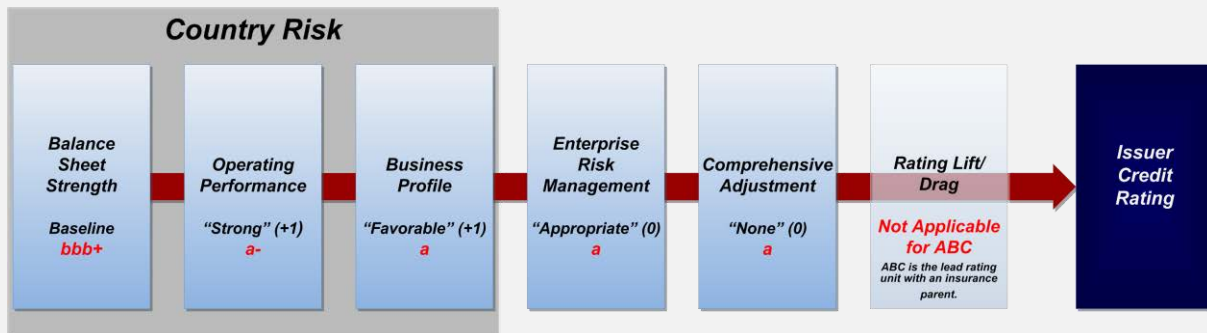 Country Risk
Balance
Sheet
Strength
Baseline
bbb+
Operating
Performance
“Strong” (+1)
a-
Business
Profile
“Favorable” (+1)
a
Enterprise
Risk
Management
“Appropriate” (0)
a
Comprehensive
Adjustment
“None” (0)
a
Rating Lift/
Drag
Not Applicable
for ABC
ABC is the lead rating
unit with an insurance
parent.
Issuer
Credit
Rating